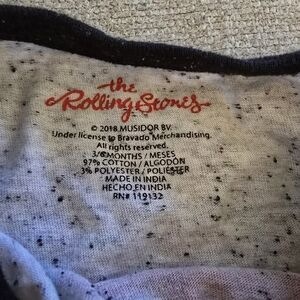 the
Rolling Stones
© 2018 MUSIDOR BV.
Under license to Bravado Merchandising.
All rights reserved.
3/6 MONTHS / MESES
97% COTTON / ALGODÓN
3% POLYESTER / POLIESTER
MADE IN INDIA
HECHO EN INDIA
RN# 119132